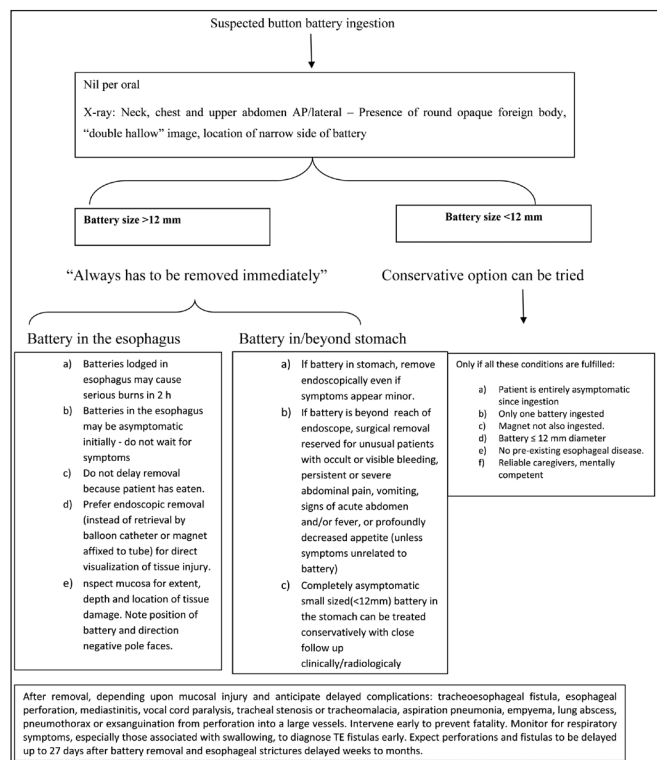 Suspected button battery ingestion
Nil per oral
X-ray: Neck, chest and upper abdomen AP/lateral – Presence of round opaque foreign body,
“double hallow” image, location of narrow side of battery
Battery size >12 mm
Battery size <12 mm
“Always has to be removed immediately”
Conservative option can be tried
Battery in the esophagus
a) Batteries lodged in
esophagus may cause
serious burns in 2 h
b) Batteries in the esophagus
may be asymptomatic
initially - do not wait for
symptoms
c) Do not delay removal
because patient has eaten.
d) Prefer endoscopic removal
(instead of retrieval by
balloon catheter or magnet
affixed to tube) for direct
visualization of tissue injury.
e) nspect mucosa for extent,
depth and location of tissue
damage. Note position of
battery and direction
negative pole faces.
Battery in/beyond stomach
a) If battery in stomach, remove
endoscopically even if
symptoms appear minor.
b) If battery is beyond reach of
endoscope, surgical removal
reserved for unusual patients
with occult or visible bleeding,
persistent or severe
abdominal pain, vomiting,
signs of acute abdomen
and/or fever, or profoundly
decreased appetite (unless
symptoms unrelated to
battery)
c) Completely asymptomatic
small sized(<12mm) battery in
the stomach can be treated
conservatively with close
follow up
clinically/radiologicaly
Only if all these conditions are fulfilled:
a) Patient is entirely asymptomatic
since ingestion
b) Only one battery ingested
c) Magnet not also ingested.
d) Battery ≤ 12 mm diameter
e) No pre-existing esophageal disease.
f) Reliable caregivers, mentally
competent
After removal, depending upon mucosal injury and anticipate delayed complications: tracheoesophageal fistula, esophageal
perforation, mediastinitis, vocal cord paralysis, tracheal stenosis or tracheomalacia, aspiration pneumonia, empyema, lung abscess,
pneumothorax or exsanguination from perforation into a large vessels. Intervene early to prevent fatality. Monitor for respiratory
symptoms, especially those associated with swallowing, to diagnose TE fistulas early. Expect perforations and fistulas to be delayed
up to 27 days after battery removal and esophageal strictures delayed weeks to months.